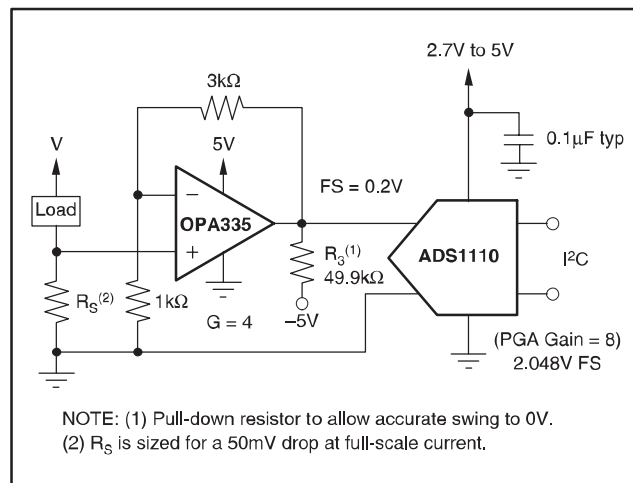 2.7V to 5V
3kΩ
V
5V
0.1µF typ
Load
–
OPA335
FS = 0.2V
+
R3(1)
49.9kΩ
ADS1110
I2C
RS(2)
1kΩ
G = 4
–5V
(PGA Gain = 8)
2.048V FS
NOTE: (1) Pull-down resistor to allow accurate swing to 0V.
(2) RS is sized for a 50mV drop at full-scale current.